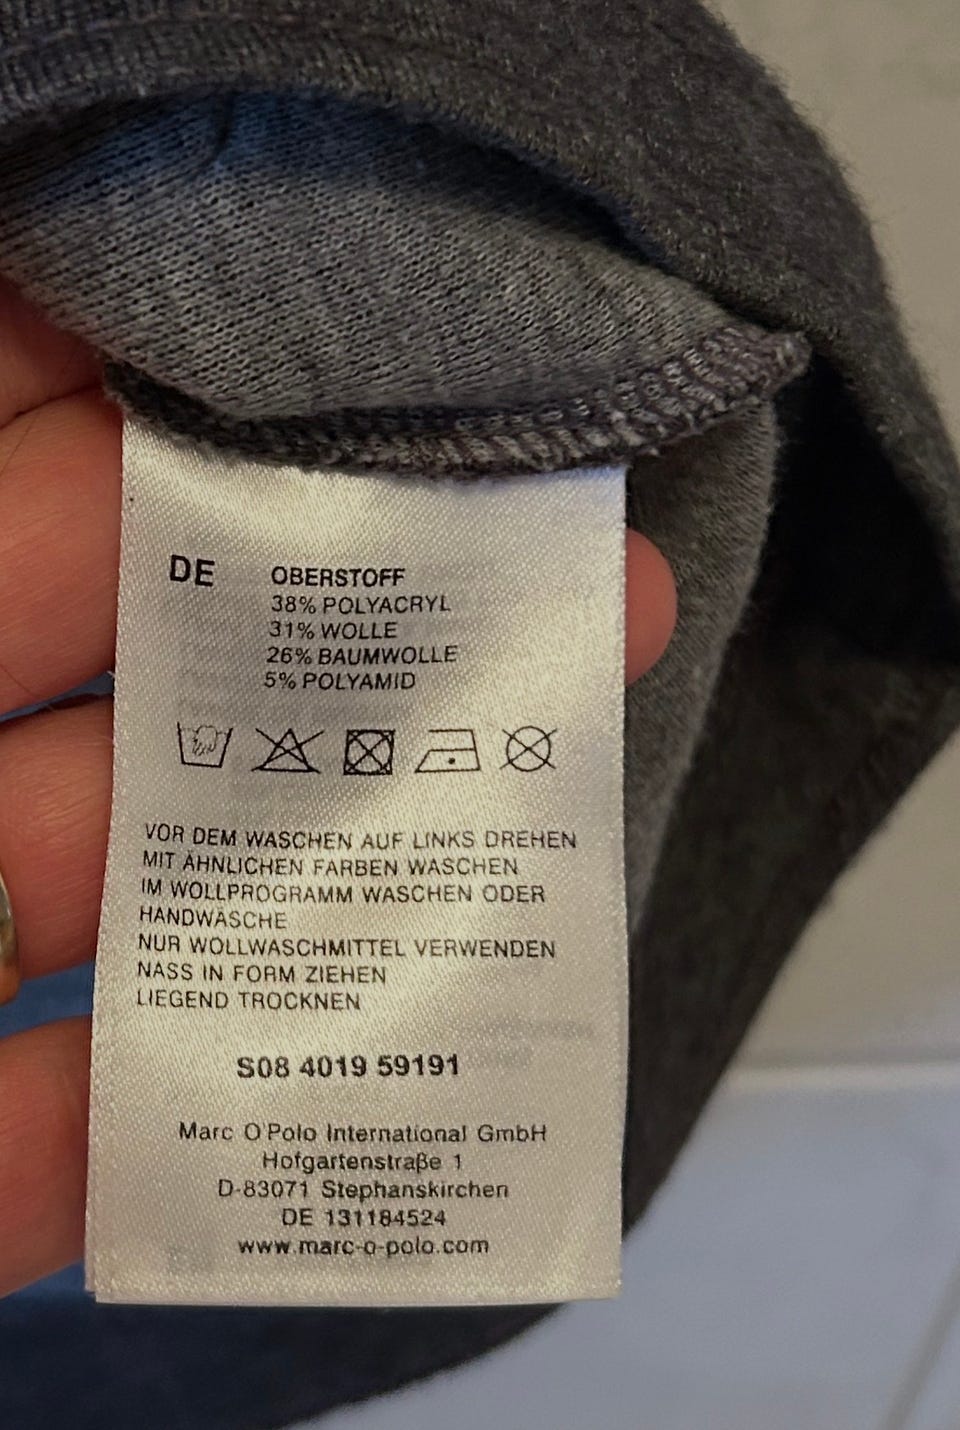 DE OBERSTOFF
38% POLYACRYL
31% WOLLE
26% BAUMWOLLE
5% POLYAMID
VOR DEM WASCHEN AUF LINKS DREHEN
MIT ÄHNLICHEN FARBEN WASCHEN
IM WOLLPROGRAMM WASCHEN ODER
HANDWÄSCHE
NUR WOLLWASCHMITTEL VERWENDEN
NASS IN FORM ZIEHEN
LIEGEND TROCKNEN
S08 4019 59191
Marc O'Polo International GmbH
Hofgartenstraße 1
D-83071 Stephanskirchen
DE 131184524
www.marc-o-polo.com